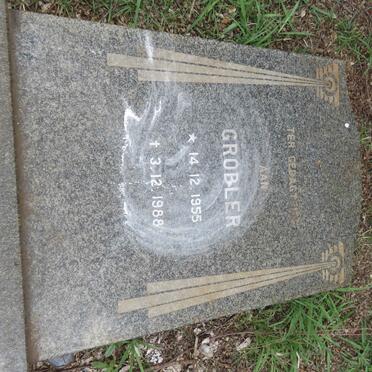 TER GEDAGTENIS
AAN
GROBLER
★ 14.12.1955
✝ 3.12.1988